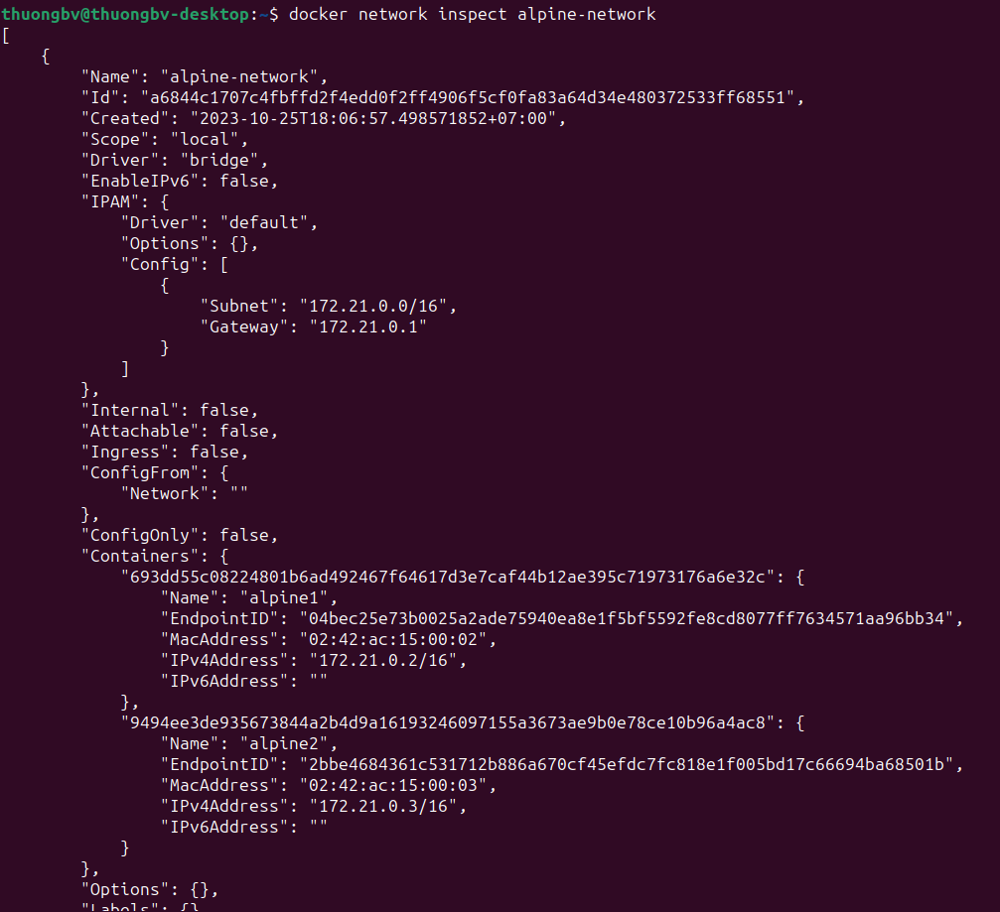 thuongbv@thuongbv-desktop:~$ docker network inspect alpine-network
[
    {
        "Name": "alpine-network",
        "Id": "a6844c1707c4fbffd2f4edd0f2ff4906f5cf0fa83a64d34e480372533ff68551",
        "Created": "2023-10-25T18:06:57.498571852+07:00",
        "Scope": "local",
        "Driver": "bridge",
        "EnableIPv6": false,
        "IPAM": {
            "Driver": "default",
            "Options": {},
            "Config": [
                {
                    "Subnet": "172.21.0.0/16",
                    "Gateway": "172.21.0.1"
                }
            ]
        },
        "Internal": false,
        "Attachable": false,
        "Ingress": false,
        "ConfigFrom": {
            "Network": ""
        },
        "ConfigOnly": false,
        "Containers": {
            "693dd55c08224801b6ad492467f64617d3e7caf44b12ae395c71973176a6e32c": {
                "Name": "alpine1",
                "EndpointID": "04bec25e73b0025a2ade75940ea8e1f5bf5592fe8cd8077ff7634571aa96bb34",
                "MacAddress": "02:42:ac:15:00:02",
                "IPv4Address": "172.21.0.2/16",
                "IPv6Address": ""
            },
            "9494ee3de935673844a2b4d9a16193246097155a3673ae9b0e78ce10b96a4ac8": {
                "Name": "alpine2",
                "EndpointID": "2bbe4684361c531712b886a670cf45efdc7fc818e1f005bd17c66694ba68501b",
                "MacAddress": "02:42:ac:15:00:03",
                "IPv4Address": "172.21.0.3/16",
                "IPv6Address": ""
            }
        },
        "Options": {},
        "Labels": {}